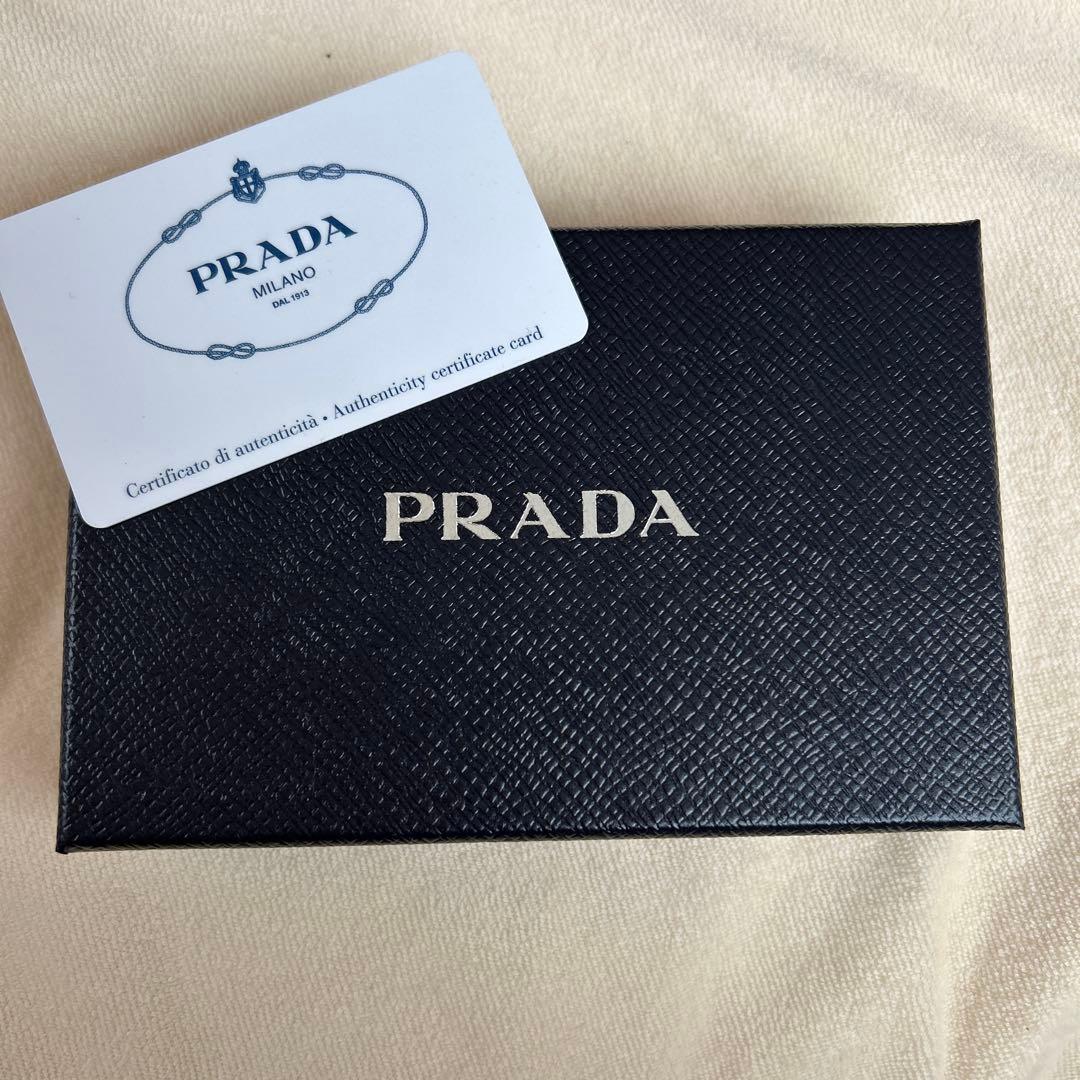 PRADA
MILANO
DAL 1913
Certificato di autenticità • Authenticity certificate card
PRADA